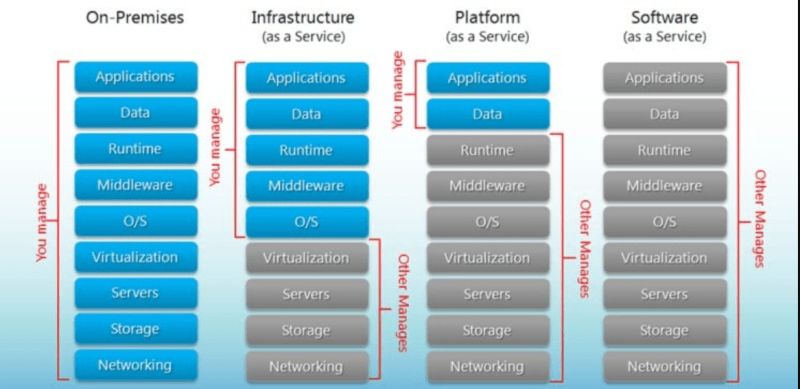 On-Premises
You manage
Applications
Data
Runtime
Middleware
O/S
Virtualization
Servers
Storage
Networking
Infrastructure
(as a Service)
You manage
Applications
Data
Runtime
Middleware
O/S
Virtualization
Servers
Storage
Networking
Other Manages
Platform
(as a Service)
You manage
Applications
Data
Runtime
Middleware
O/S
Virtualization
Servers
Storage
Networking
Other Manages
Software
(as a Service)
Applications
Data
Runtime
Middleware
O/S
Virtualization
Servers
Storage
Networking
Other Manages